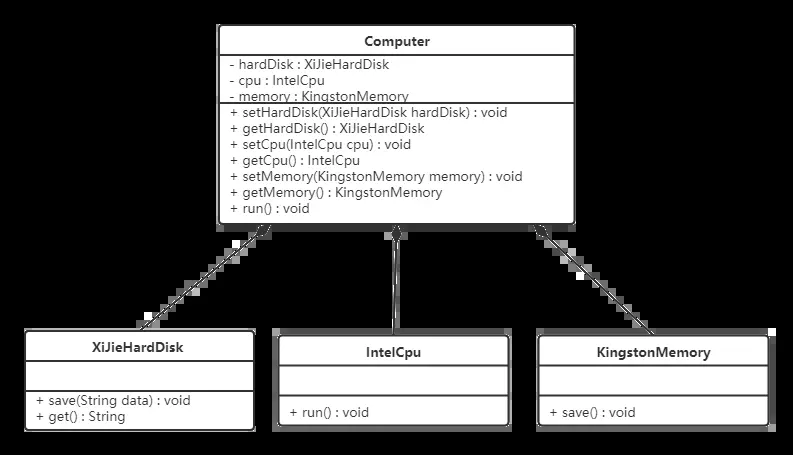 Computer
- hardDisk : XiJieHardDisk
- cpu : IntelCpu
- memory : KingstonMemory
+ setHardDisk(XiJieHardDisk hardDisk) : void
+ getHardDisk() : XiJieHardDisk
+ setCpu(IntelCpu cpu) : void
+ getCpu() : IntelCpu
+ setMemory(KingstonMemory memory) : void
+ getMemory() : KingstonMemory
+ run() : void
XiJieHardDisk
+ save(String data) : void
+ get() : String
IntelCpu
+ run() : void
KingstonMemory
+ save() : void